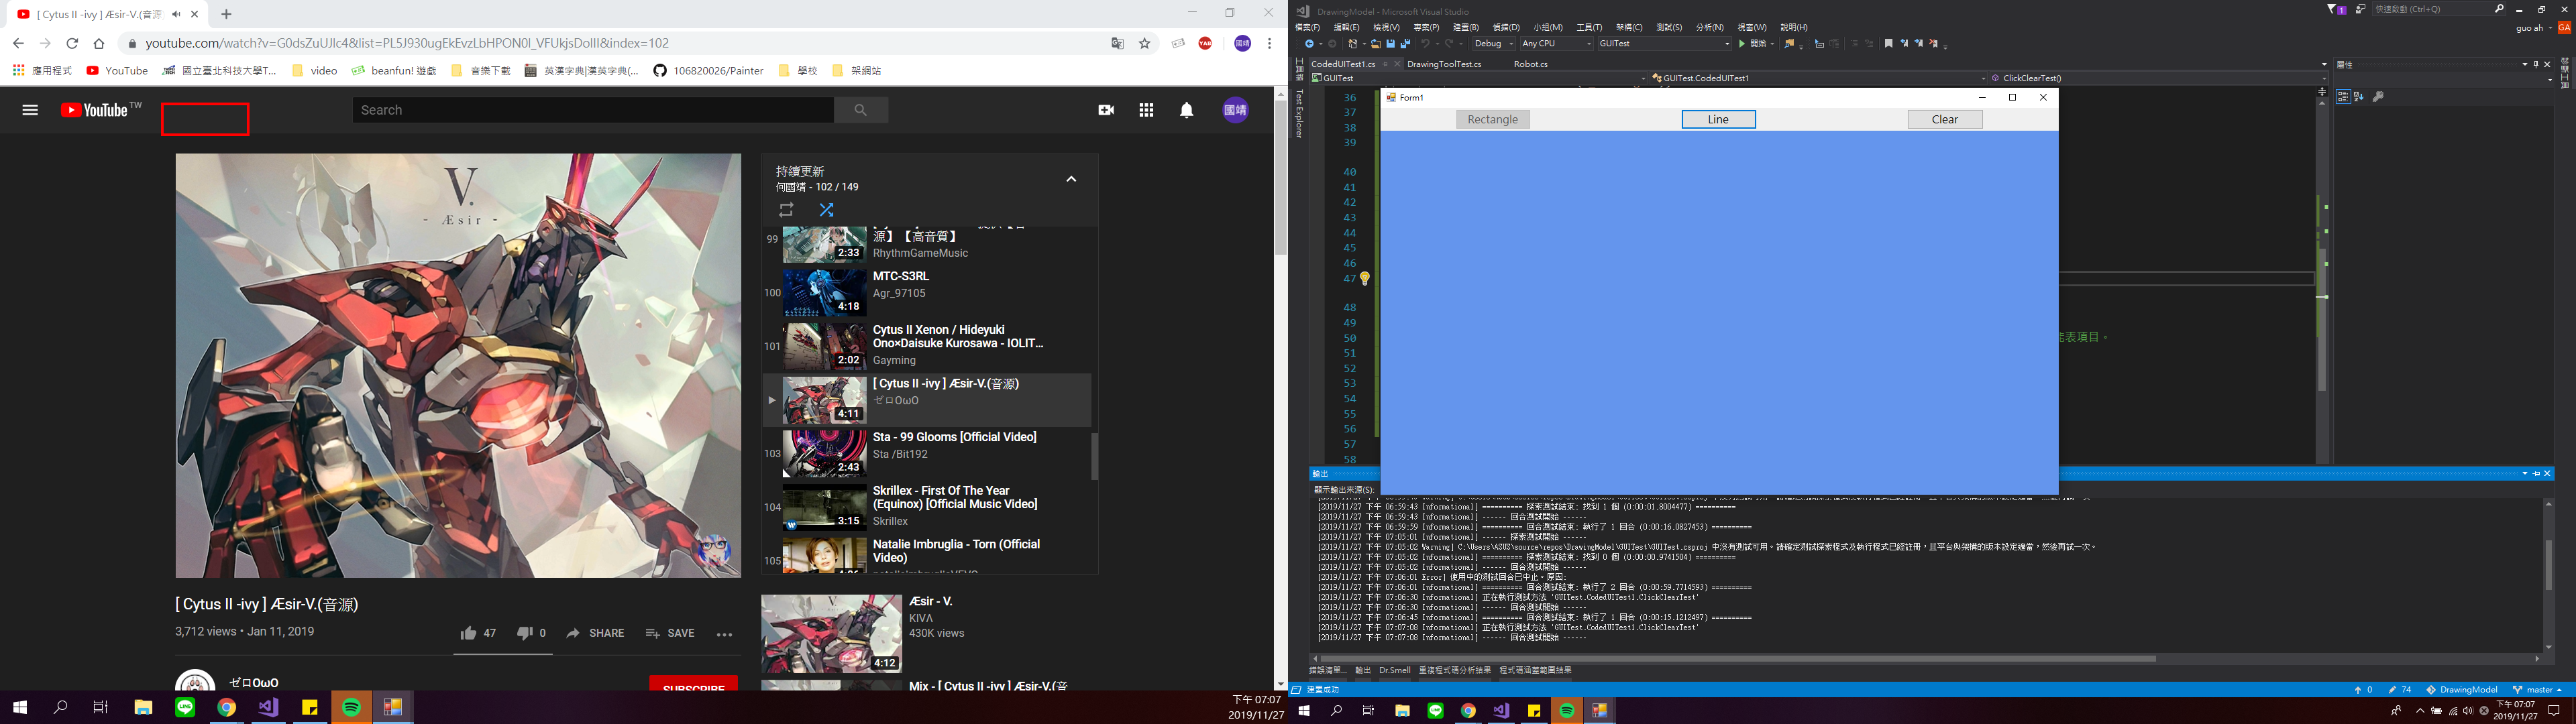 [ Cytus II -ivy ] Æsir-V.(音源)
youtube.com/watch?v=G0dsZuUJlc4&list=PL5J930ugEkEvzLbHPON0l_VFUkjsDolIl&index=102
應用程式 YouTube 國立臺北科技大學T... video beanfun! 遊戲 音樂下載 英漢字典|漢英字典(... 106820026/Painter 學校 架網站
YouTube TW
Search
國靖
V.
- Æsir -
持續更新
何國靖 - 102 / 149
99
源】【高音質】
2:33
RhythmGameMusic
MTC-S3RL
100
Agr_97105
4:18
Cytus II Xenon / Hideyuki
Ono×Daisuke Kurosawa - IOLIT...
101
Gayming
2:02
[ Cytus II -ivy ] Æsir-V.(音源)
ゼロOωO
4:11
Sta - 99 Glooms [Official Video]
103
Sta /Bit192
2:43
Skrillex - First Of The Year
(Equinox) [Official Music Video]
104
Skrillex
3:15
Natalie Imbruglia - Torn (Official
Video)
105
[ Cytus II -ivy ] Æsir-V.(音源)
3,712 views • Jan 11, 2019
47 0 SHARE SAVE
Æsir - V.
KIVΛ
430K views
4:12
ゼロOωO
SUBSCRIBE
Mix - [ Cytus II -ivy ] Æsir-V.(音
下午 07:07
2019/11/27
DrawingModel - Microsoft Visual Studio
快速啟動 (Ctrl+Q)
檔案(F) 編輯(E) 檢視(V) 專案(P) 建置(B) 偵錯(D) 小組(M) 工具(T) 架構(C) 測試(S) 分析(N) 視窗(W) 說明(H)
guo ah GA
Debug Any CPU GUITest 開始
CodedUITest1.cs DrawingToolTest.cs Robot.cs
屬性
GUITest GUITest.CodedUITest1 ClickClearTest()
Test Explorer
36
37
38
39
40
41
42
43
44
45
46
47
48
49
50
51
52
53
54
55
56
57
58
Form1
Rectangle Line Clear
能表項目。
輸出
顯示輸出來源(S):
[2019/11/27 下午 06:59:43 Informational] ========== 探索測試結束: 找到 1 個 (0:00:01.8004477) ==========
[2019/11/27 下午 06:59:43 Informational] ------ 回合測試開始 ------
[2019/11/27 下午 06:59:59 Informational] ========== 回合測試結束: 執行了 1 回合 (0:00:16.0827453) ==========
[2019/11/27 下午 07:05:01 Informational] ------ 探索測試開始 ------
[2019/11/27 下午 07:05:02 Warning] C:\Users\ASUS\source\repos\DrawingModel\GUITest\GUITest.csproj 中沒有測試可用。請確定測試探索程式及執行程式已經註冊，且平台與架構的版本設定適當，然後再試一次。
[2019/11/27 下午 07:05:02 Informational] ========== 探索測試結束: 找到 0 個 (0:00:00.9741504) ==========
[2019/11/27 下午 07:05:02 Informational] ------ 回合測試開始 ------
[2019/11/27 下午 07:06:01 Error] 使用中的測試回合已中止。原因:
[2019/11/27 下午 07:06:01 Informational] ========== 回合測試結束: 執行了 2 回合 (0:00:59.7714593) ==========
[2019/11/27 下午 07:06:30 Informational] 正在執行測試方法 'GUITest.CodedUITest1.ClickClearTest'
[2019/11/27 下午 07:06:30 Informational] ------ 回合測試開始 ------
[2019/11/27 下午 07:06:45 Informational] ========== 回合測試結束: 執行了 1 回合 (0:00:15.1212497) ==========
[2019/11/27 下午 07:07:08 Informational] 正在執行測試方法 'GUITest.CodedUITest1.ClickClearTest'
[2019/11/27 下午 07:07:08 Informational] ------ 回合測試開始 ------
錯誤清單... 輸出 Dr.Smell 重複程式碼分析結果 程式碼涵蓋範圍結果
建置成功
0 74 DrawingModel master
下午 07:07
2019/11/27